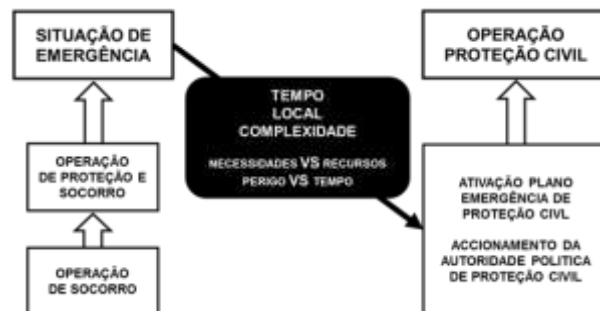 SITUAÇÃO DE
EMERGÊNCIA
OPERAÇÃO
DE PROTEÇÃO E
SOCORRO
OPERAÇÃO
DE SOCORRO
TEMPO
LOCAL
COMPLEXIDADE
NECESSIDADES VS RECURSOS
PERIGO VS TEMPO
OPERAÇÃO
PROTEÇÃO CIVIL
ATIVAÇÃO PLANO
EMERGÊNCIA DE
PROTEÇÃO CIVL
ACCIONAMENTO DA
AUTORIDADE POLITICA
DE PROTEÇÃO CIVIL